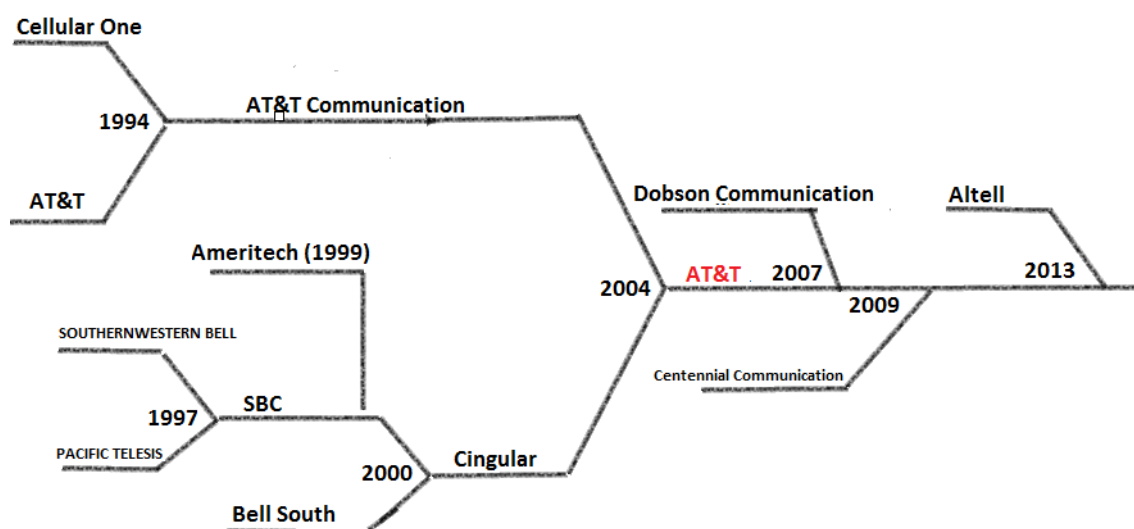 Cellular One
1994
AT&T Communication
AT&T
Dobson Communication
Altell
Ameritech (1999)
2004
AT&T
2007
2013
2009
SOUTHERNWESTERN BELL
Centennial Communication
1997
SBC
PACIFIC TELESIS
2000
Cingular
Bell South